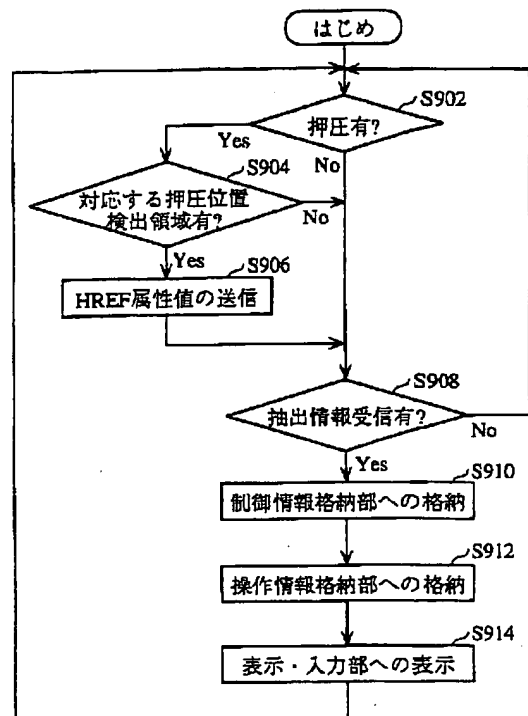 はじめ
S902
押圧有?
Yes
No
S904
対応する押圧位置
検出領域有?
No
Yes
S906
HREF属性値の送信
S908
抽出情報受信有?
No
Yes
S910
制御情報格納部への格納
S912
操作情報格納部への格納
S914
表示・入力部への表示